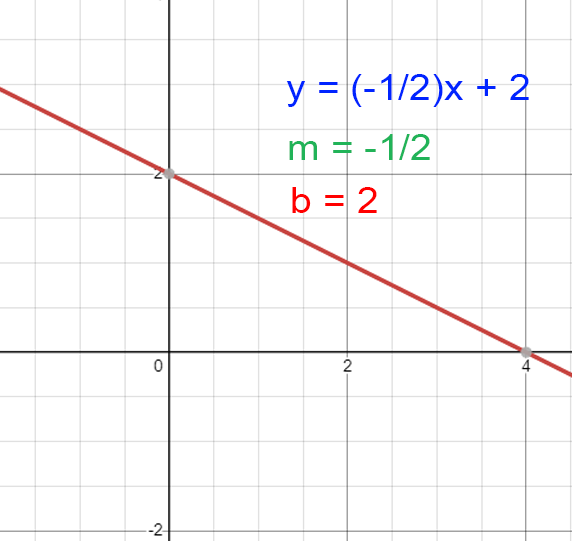 y = (-1/2)x + 2
m = -1/2
2
b = 2
0
2
4
-2